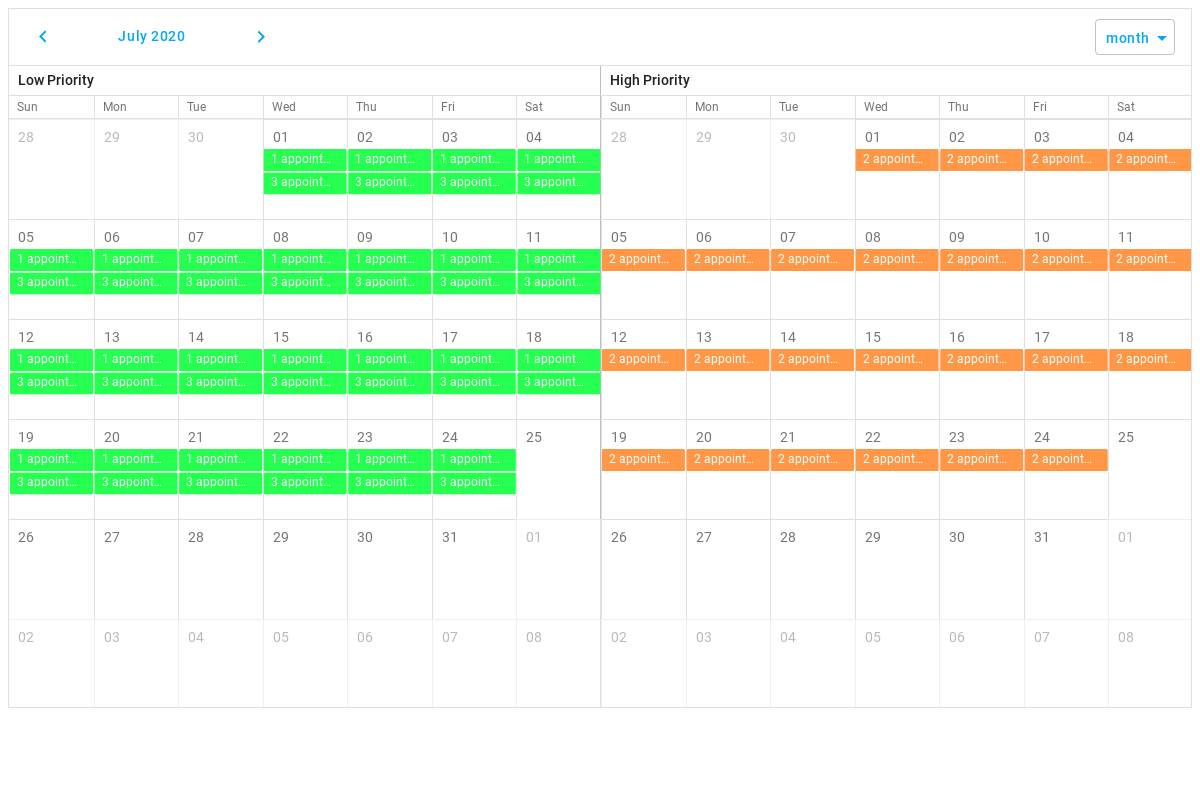 July 2020 month
Low Priority High Priority
Sun Mon Tue Wed Thu Fri Sat Sun Mon Tue Wed Thu Fri Sat
28 29 30 01 02 03 04 28 29 30 01 02 03 04
1 appoint... 1 appoint... 1 appoint... 1 appoint... 2 appoint... 2 appoint... 2 appoint... 2 appoint...
3 appoint... 3 appoint... 3 appoint... 3 appoint...
05 06 07 08 09 10 11 05 06 07 08 09 10 11
1 appoint... 1 appoint... 1 appoint... 1 appoint... 1 appoint... 1 appoint... 1 appoint... 2 appoint... 2 appoint... 2 appoint... 2 appoint... 2 appoint... 2 appoint... 2 appoint...
3 appoint... 3 appoint... 3 appoint... 3 appoint... 3 appoint... 3 appoint... 3 appoint...
12 13 14 15 16 17 18 12 13 14 15 16 17 18
1 appoint... 1 appoint... 1 appoint... 1 appoint... 1 appoint... 1 appoint... 1 appoint... 2 appoint... 2 appoint... 2 appoint... 2 appoint... 2 appoint... 2 appoint... 2 appoint...
3 appoint... 3 appoint... 3 appoint... 3 appoint... 3 appoint... 3 appoint... 3 appoint...
19 20 21 22 23 24 25 19 20 21 22 23 24 25
1 appoint... 1 appoint... 1 appoint... 1 appoint... 1 appoint... 1 appoint... 2 appoint... 2 appoint... 2 appoint... 2 appoint... 2 appoint... 2 appoint...
3 appoint... 3 appoint... 3 appoint... 3 appoint... 3 appoint... 3 appoint...
26 27 28 29 30 31 01 26 27 28 29 30 31 01
02 03 04 05 06 07 08 02 03 04 05 06 07 08